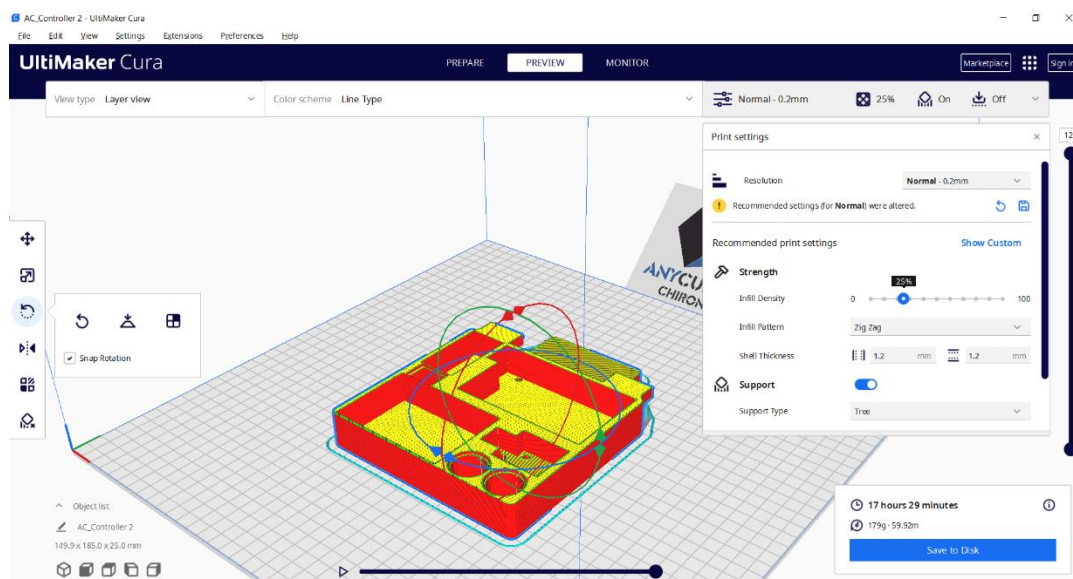 AC_Controller 2 - UltiMaker Cura
File Edit View Settings Extensions Preferences Help
UltiMaker Cura PREPARE PREVIEW MONITOR Marketplace Sign in
View type Layer view Color scheme Line Type Normal - 0.2mm 25% On Off
Print settings
Resolution Normal - 0.2mm
Recommended settings (for Normal) were altered.
Recommended print settings Show Custom
Strength
25%
Infill Density 0 100
Infill Pattern Zig Zag
Shell Thickness 1.2 mm 1.2 mm
Support
Support Type Tree
12
Snap Rotation
ANYCU
CHIRON
Object list
AC_Controller 2
149.9 x 185.0 x 25.0 mm
17 hours 29 minutes
179g · 59.92m
Save to Disk